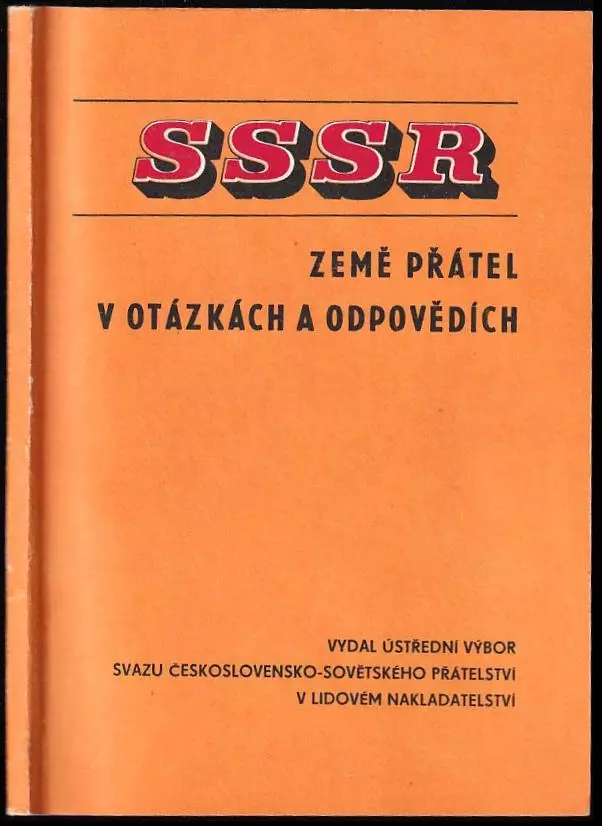 SSSR
ZEMĚ PŘÁTEL
V OTÁZKÁCH A ODPOVĚDÍCH
VYDAL ÚSTŘEDNÍ VÝBOR
SVAZU ČESKOSLOVENSKO-SOVĚTSKÉHO PŘÁTELSTVÍ
V LIDOVÉM NAKLADATELSTVÍ